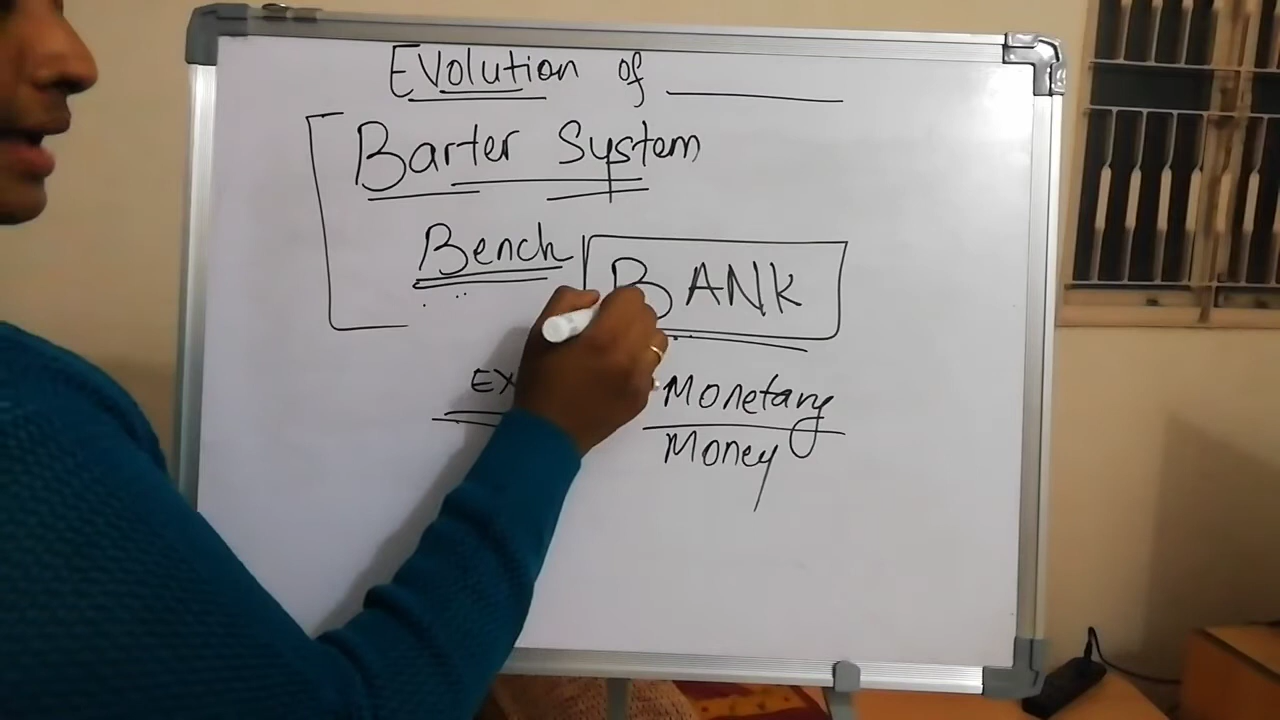 Evolution of
Barter System
Bench
BANK
Monetary
Money